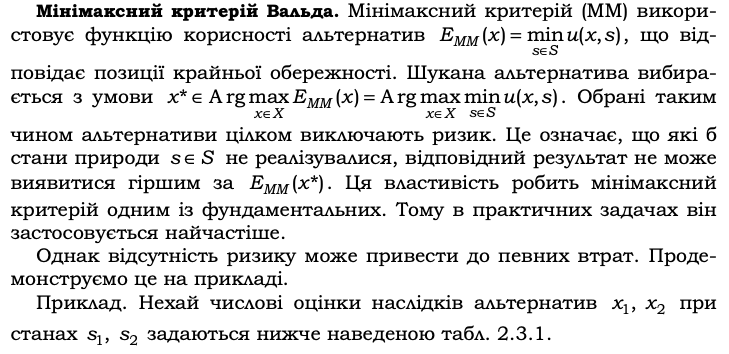 Мінімаксний критерій Вальда. Мінімаксний критерій (ММ) викори-
стовує функцію корисності альтернатив E_MM(x) = min_{s∈S} u(x,s), що від-
повідає позиції крайньої обережності. Шукана альтернатива вибира-
ється з умови x* ∈ Arg max_{x∈X} E_MM(x) = Arg max_{x∈X} min_{s∈S} u(x,s). Обрані таким
чином альтернативи цілком виключають ризик. Це означає, що які б
стани природи s ∈ S не реалізувалися, відповідний результат не може
виявитися гіршим за E_MM(x*). Ця властивість робить мінімаксний
критерій одним із фундаментальних. Тому в практичних задачах він
застосовується найчастіше.
Однак відсутність ризику може привести до певних втрат. Проде-
монструємо це на прикладі.
Приклад. Нехай числові оцінки наслідків альтернатив x₁, x₂ при
станах s₁, s₂ задаються нижче наведеною табл. 2.3.1.